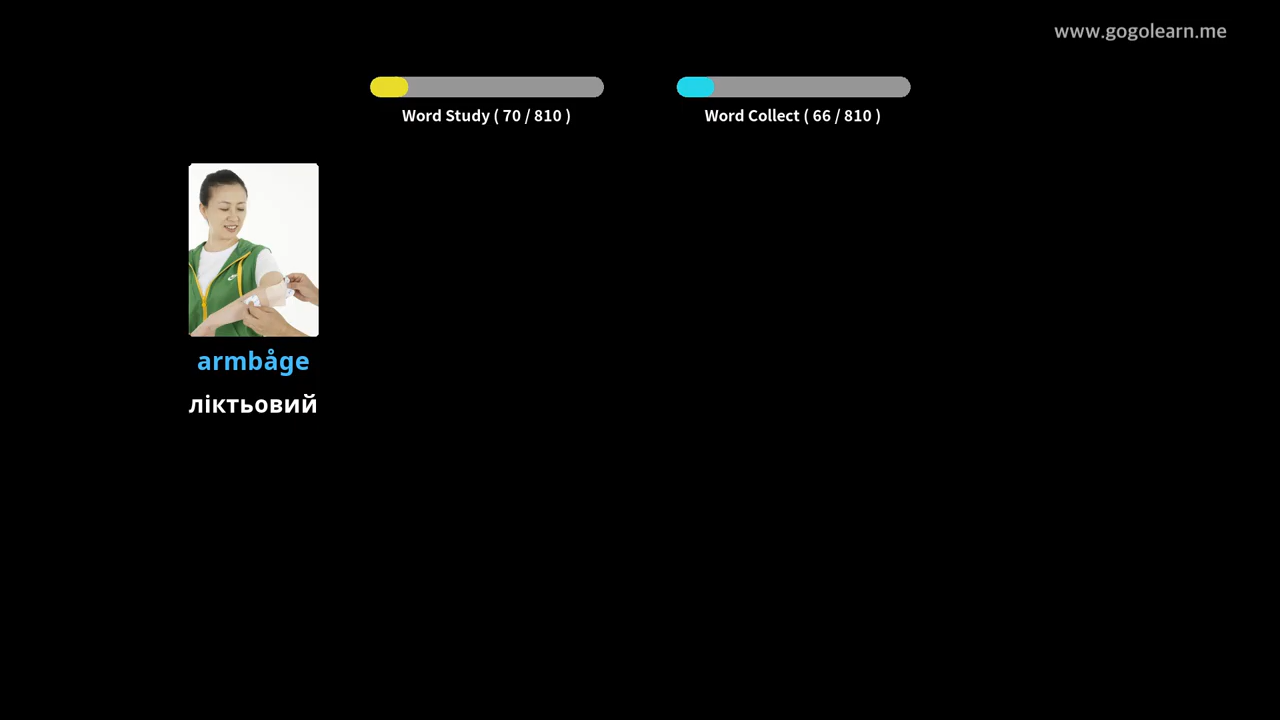 www.gogolearn.me
Word Study ( 70 / 810 )
Word Collect ( 66 / 810 )
armbåge
ліктьовий